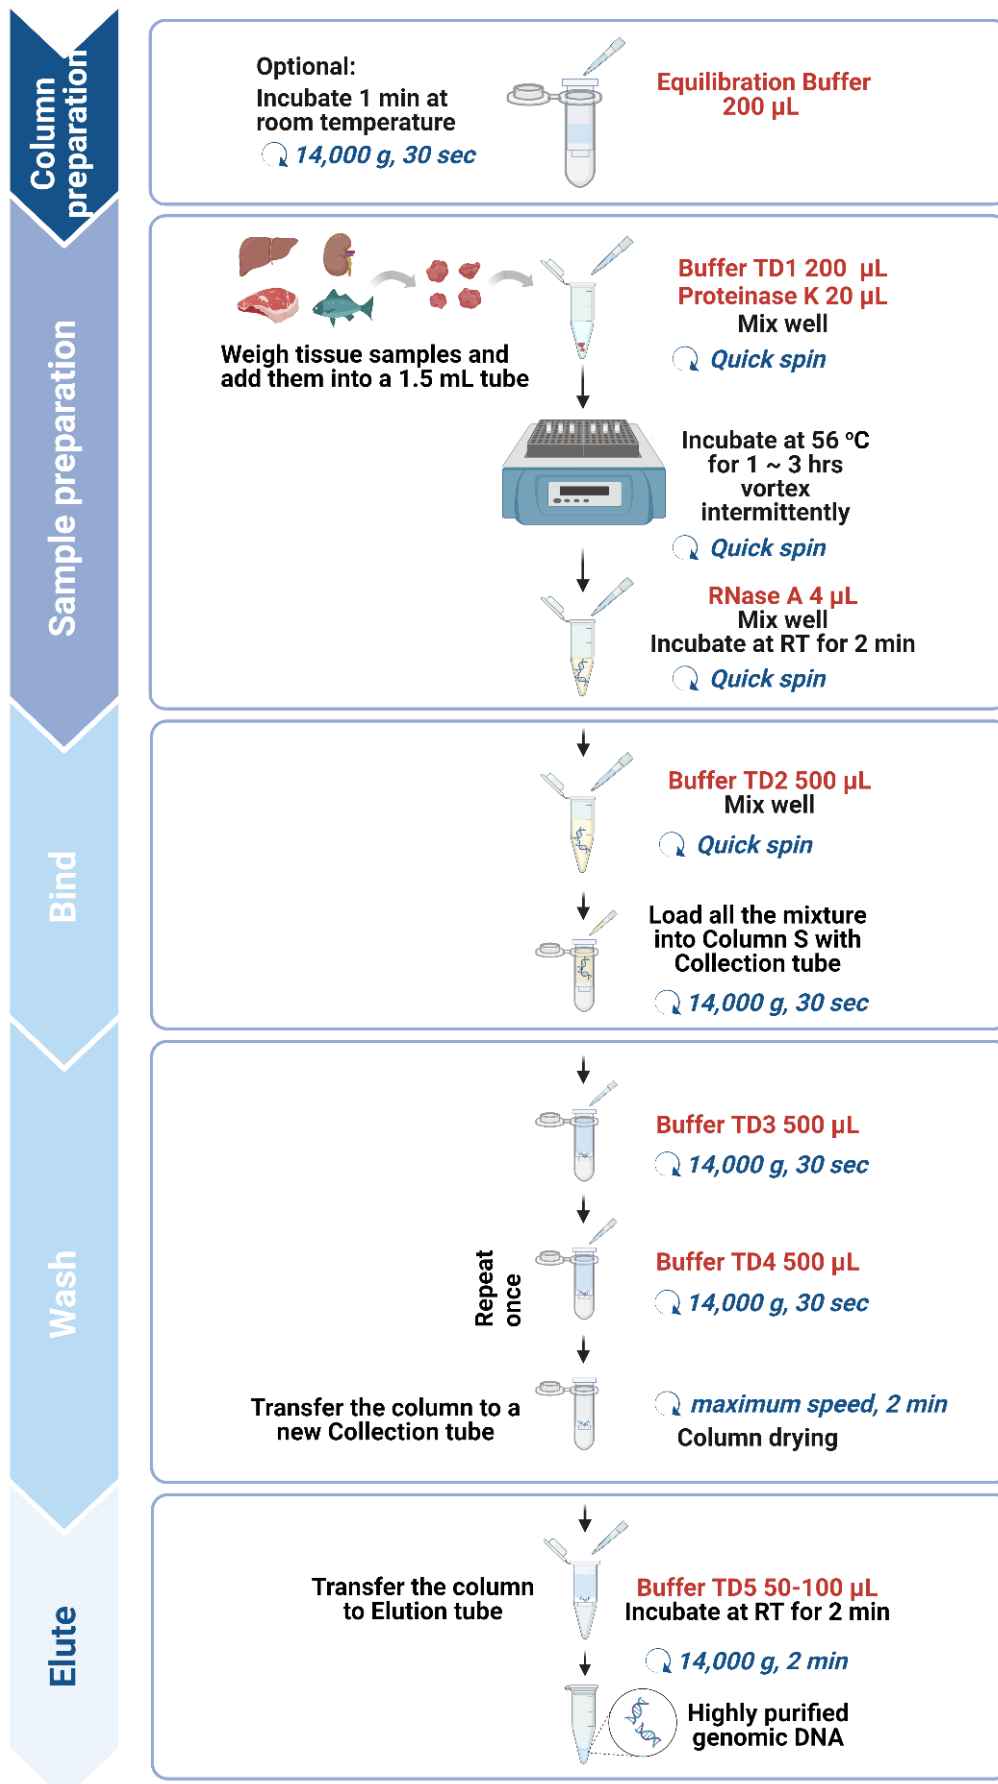 Column
preparation
Optional:
Incubate 1 min at
room temperature
14,000 g, 30 sec
Equilibration Buffer
200 µL
Sample preparation
Weigh tissue samples and
add them into a 1.5 mL tube
Buffer TD1 200 µL
Proteinase K 20 µL
Mix well
Quick spin
Incubate at 56 ºC
for 1 ~ 3 hrs
vortex
intermittently
Quick spin
RNase A 4 µL
Mix well
Incubate at RT for 2 min
Quick spin
Bind
Buffer TD2 500 µL
Mix well
Quick spin
Load all the mixture
into Column S with
Collection tube
14,000 g, 30 sec
Wash
Buffer TD3 500 µL
14,000 g, 30 sec
Repeat
once
Buffer TD4 500 µL
14,000 g, 30 sec
Transfer the column to a
new Collection tube
maximum speed, 2 min
Column drying
Elute
Transfer the column
to Elution tube
Buffer TD5 50-100 µL
Incubate at RT for 2 min
14,000 g, 2 min
Highly purified
genomic DNA